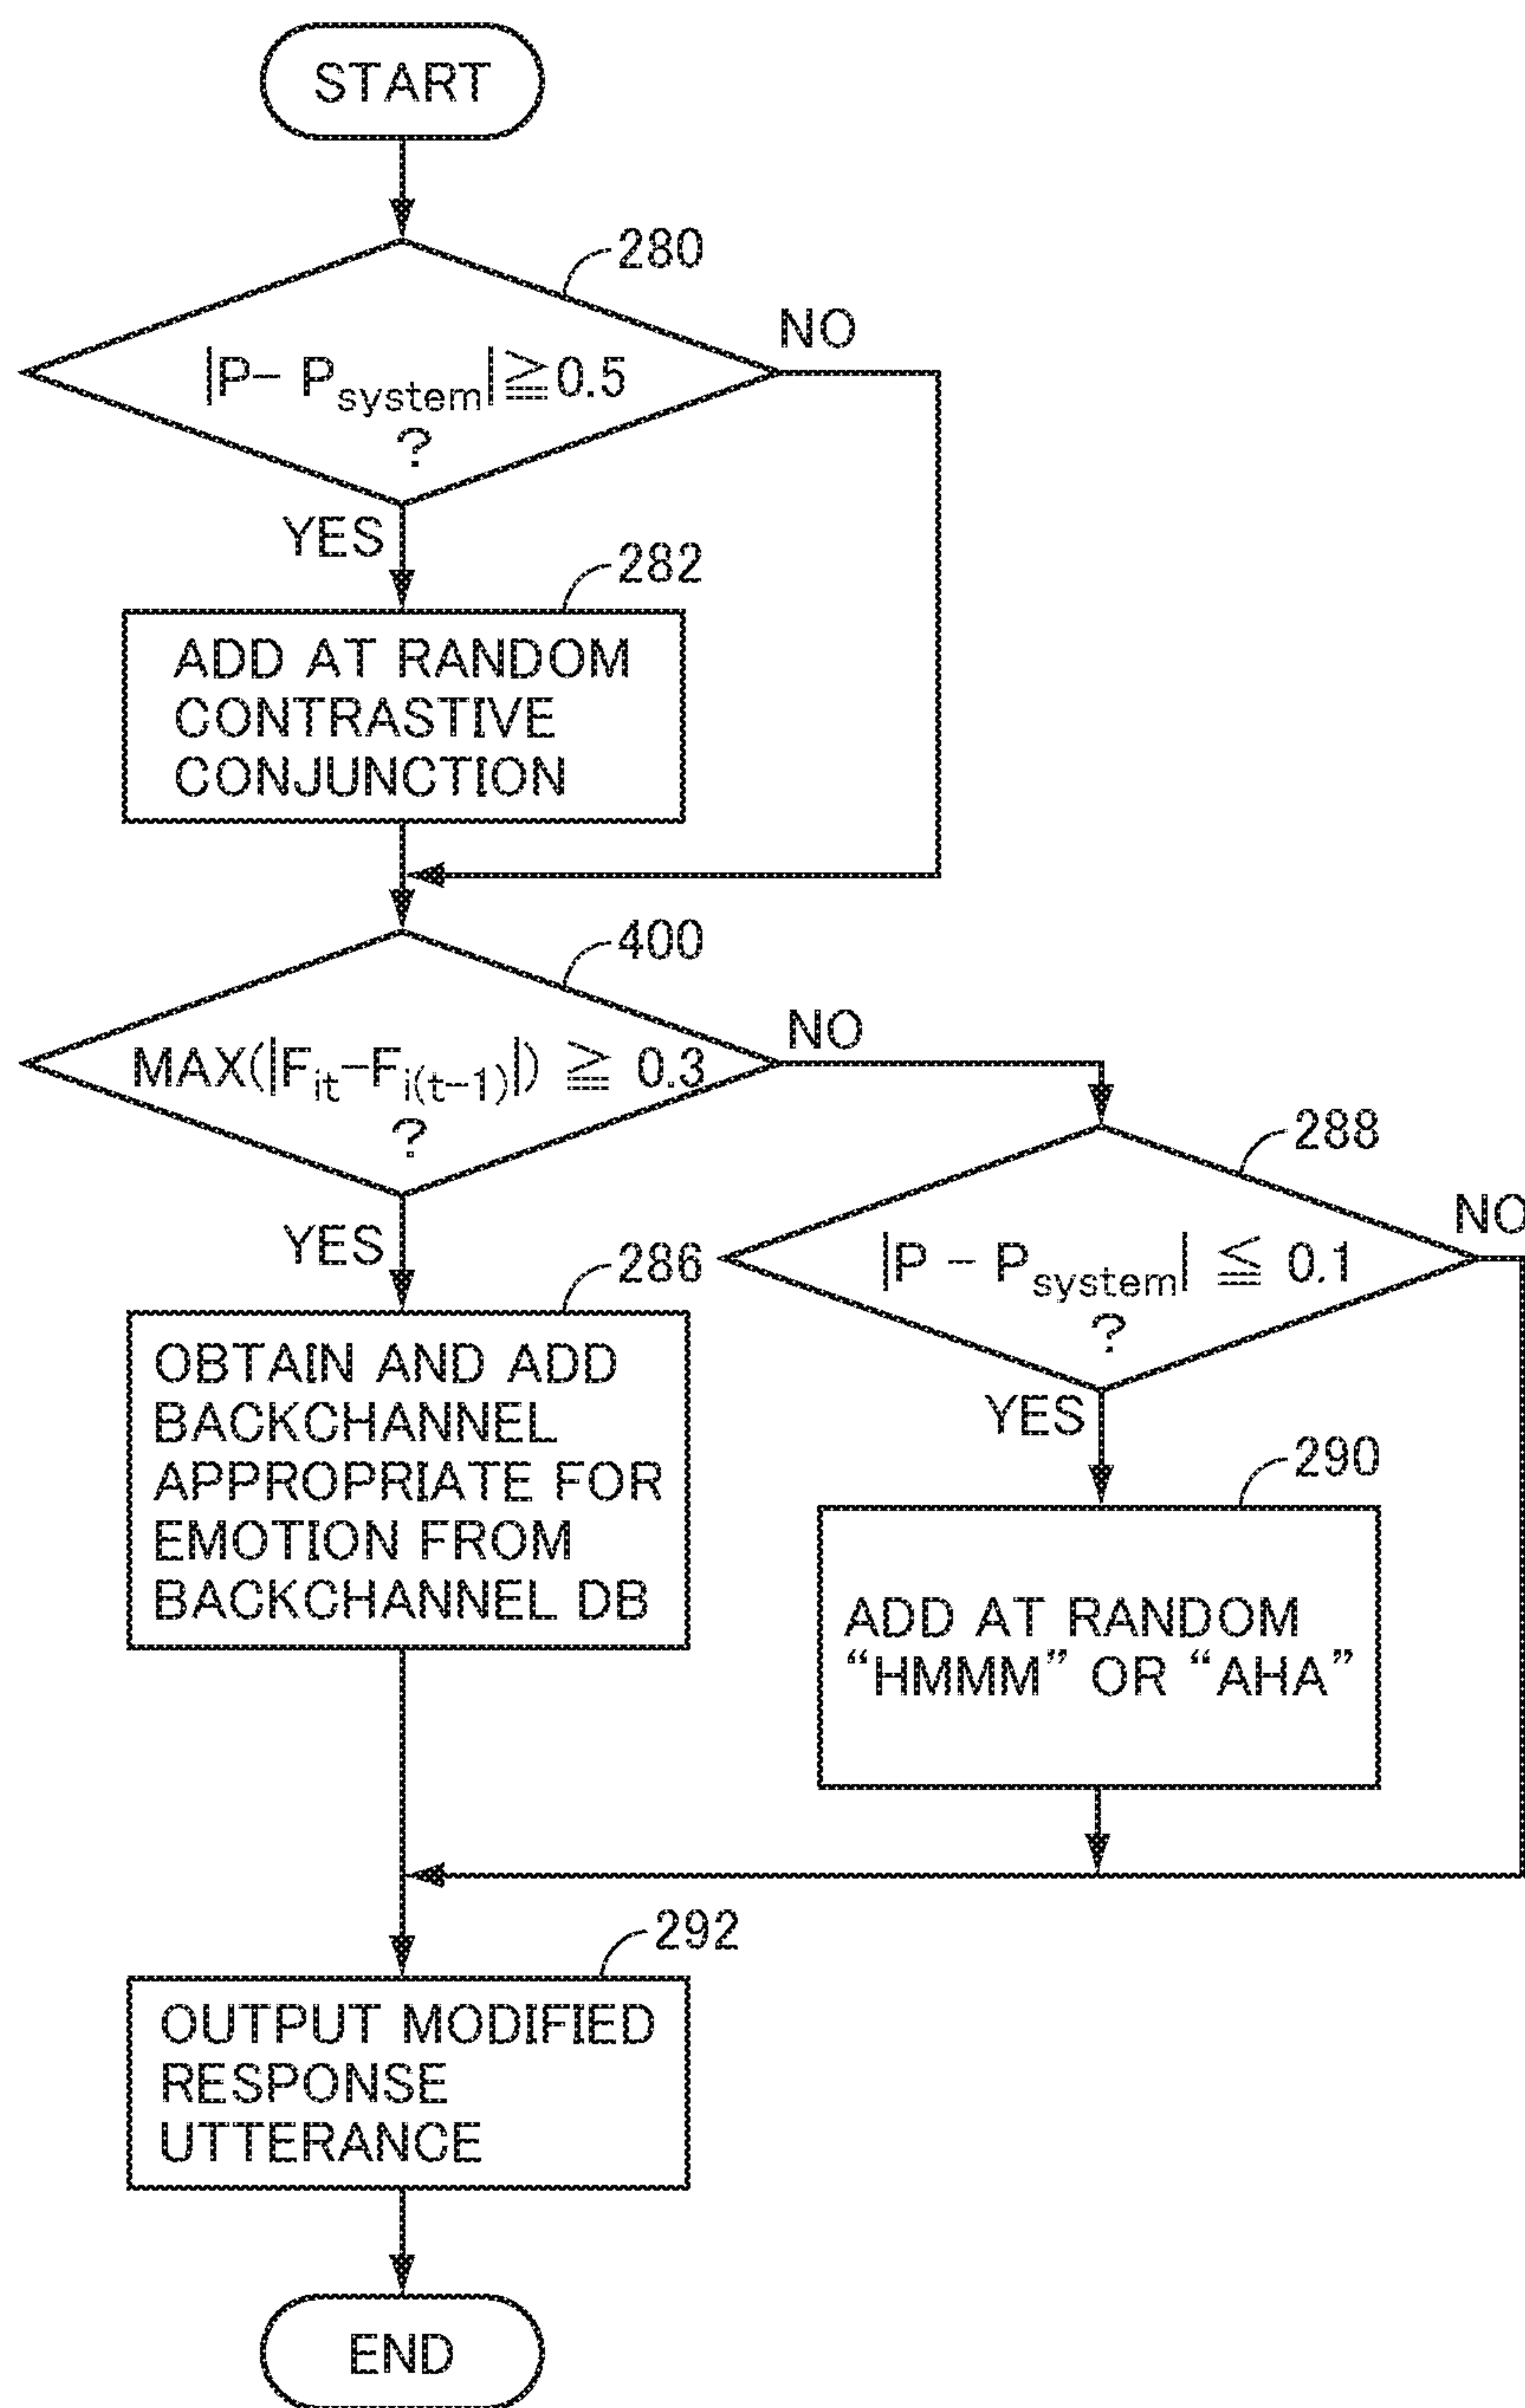 START
280
|P− P_system|≧0.5
?
NO
YES
282
ADD AT RANDOM
CONTRASTIVE
CONJUNCTION
400
MAX(|F_it−F_i(t−1)|) ≧ 0.3
?
NO
YES
288
|P − P_system| ≦ 0.1
?
NO
YES
286
OBTAIN AND ADD
BACKCHANNEL
APPROPRIATE FOR
EMOTION FROM
BACKCHANNEL DB
290
ADD AT RANDOM
“HMMM” OR “AHA”
292
OUTPUT MODIFIED
RESPONSE
UTTERANCE
END